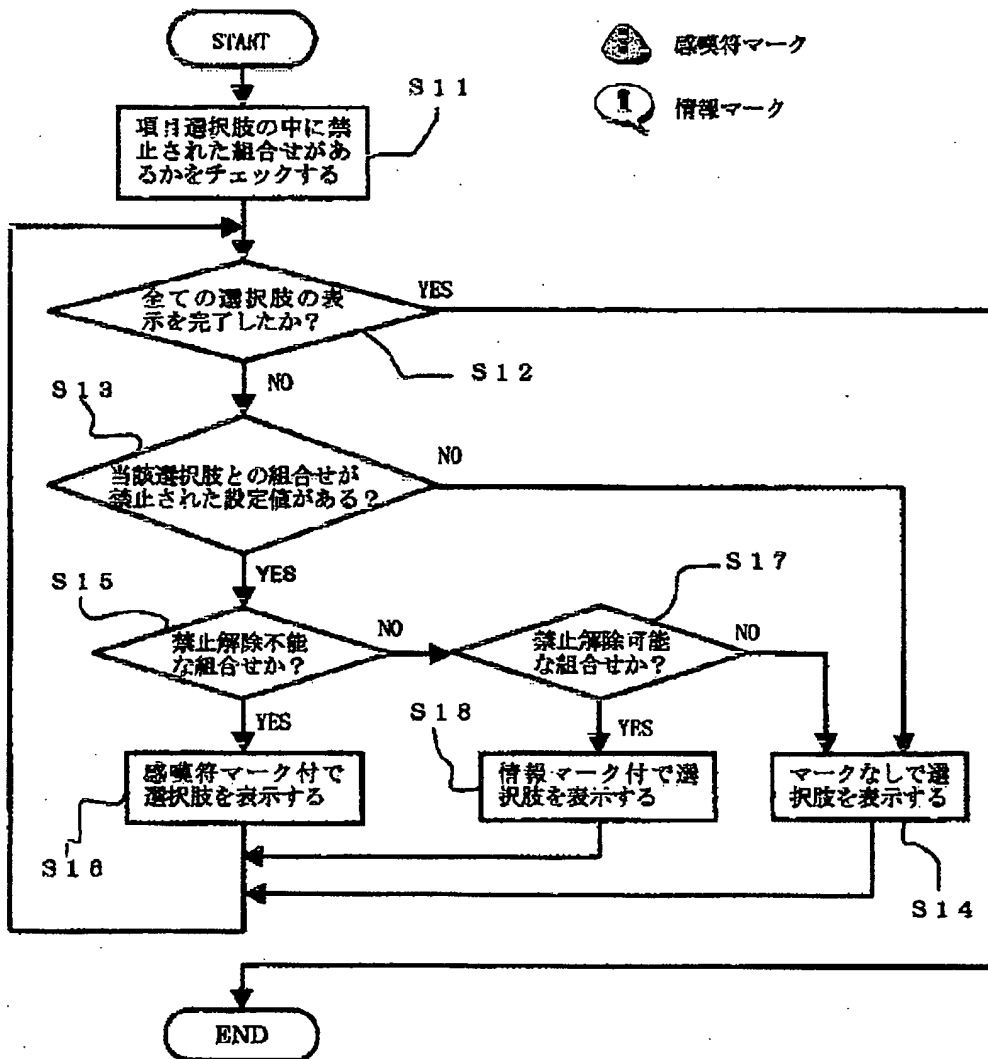 START
感嘆符マーク
情報マーク
S11
項目選択肢の中に禁
止された組合せがあ
るかをチェックする
全ての選択肢の表
示を完了したか？
YES
S12
NO
S13
当該選択肢との組合せが
禁止された設定値がある？
NO
YES
S15
禁止解除不能
な組合せか？
NO
S17
禁止解除可能
な組合せか？
NO
YES
S18
YES
感嘆符マーク付で
選択肢を表示する
情報マーク付で選
択肢を表示する
マークなしで選
択肢を表示する
S16
S14
END